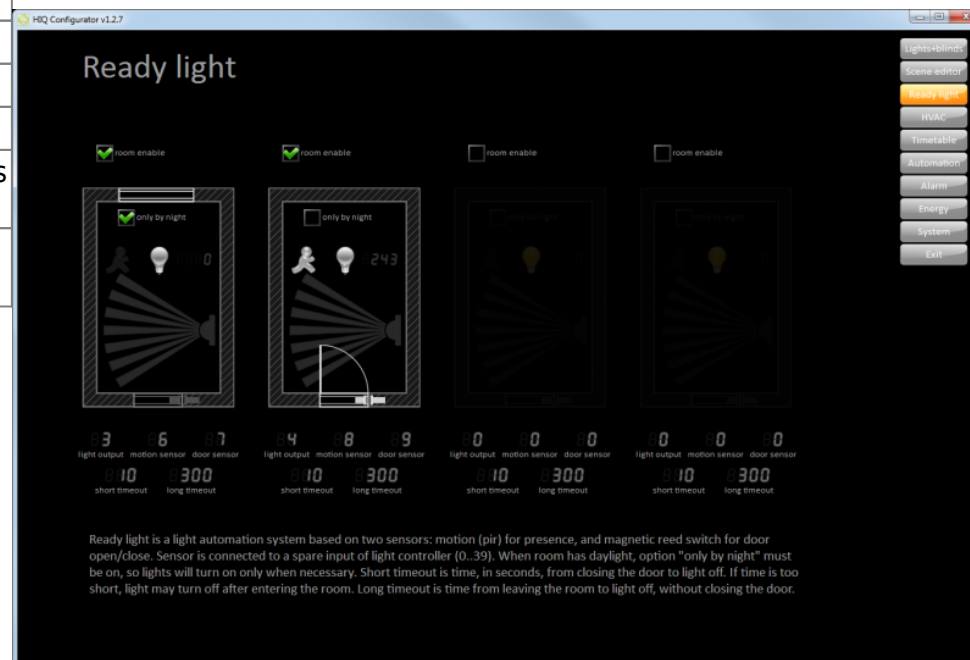 HIQ Configurator v1.2.7
Ready light
Lights+blinds
Scene editor
Ready light
HVAC
Timetable
Automation
Alarm
Energy
System
Exit
room enable room enable room enable room enable
s
only by night only by night only by night only by night
0 243
3 6 7 4 8 9 0 0 0 0 0 0
light output motion sensor door sensor light output motion sensor door sensor light output motion sensor door sensor light output motion sensor door sensor
10 300 10 300 10 300 10 300
short timeout long timeout short timeout long timeout short timeout long timeout short timeout long timeout
Ready light is a light automation system based on two sensors: motion (pir) for presence, and magnetic reed switch for door
open/close. Sensor is connected to a spare input of light controller (0..39). When room has daylight, option "only by night" must
be on, so lights will turn on only when necessary. Short timeout is time, in seconds, from closing the door to light off. If time is too
short, light may turn off after entering the room. Long timeout is time from leaving the room to light off, without closing the door.